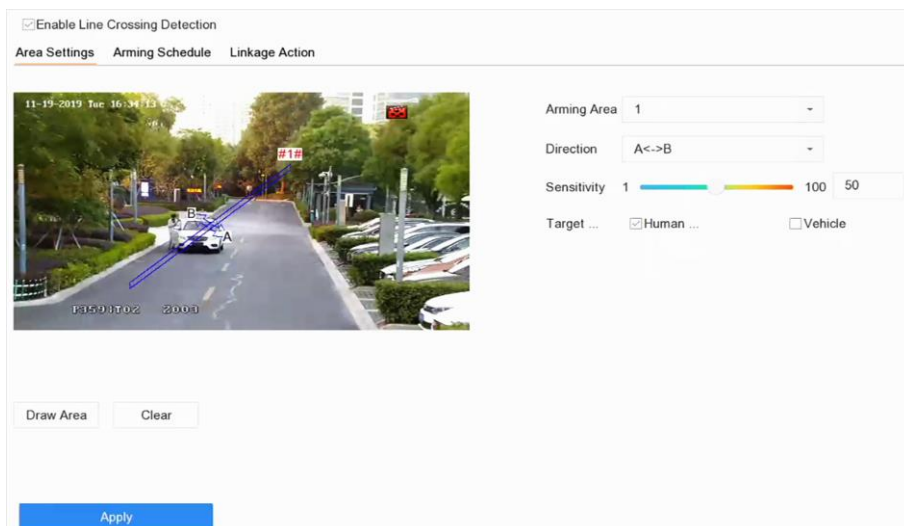 Enable Line Crossing Detection
Area Settings Arming Schedule Linkage Action
11-19-2019 Tue 16:34:13
#1#
B
A
2000
Arming Area 1
Direction A<->B
Sensitivity 1 100 50
Target ... Human ... Vehicle
Draw Area Clear
Apply